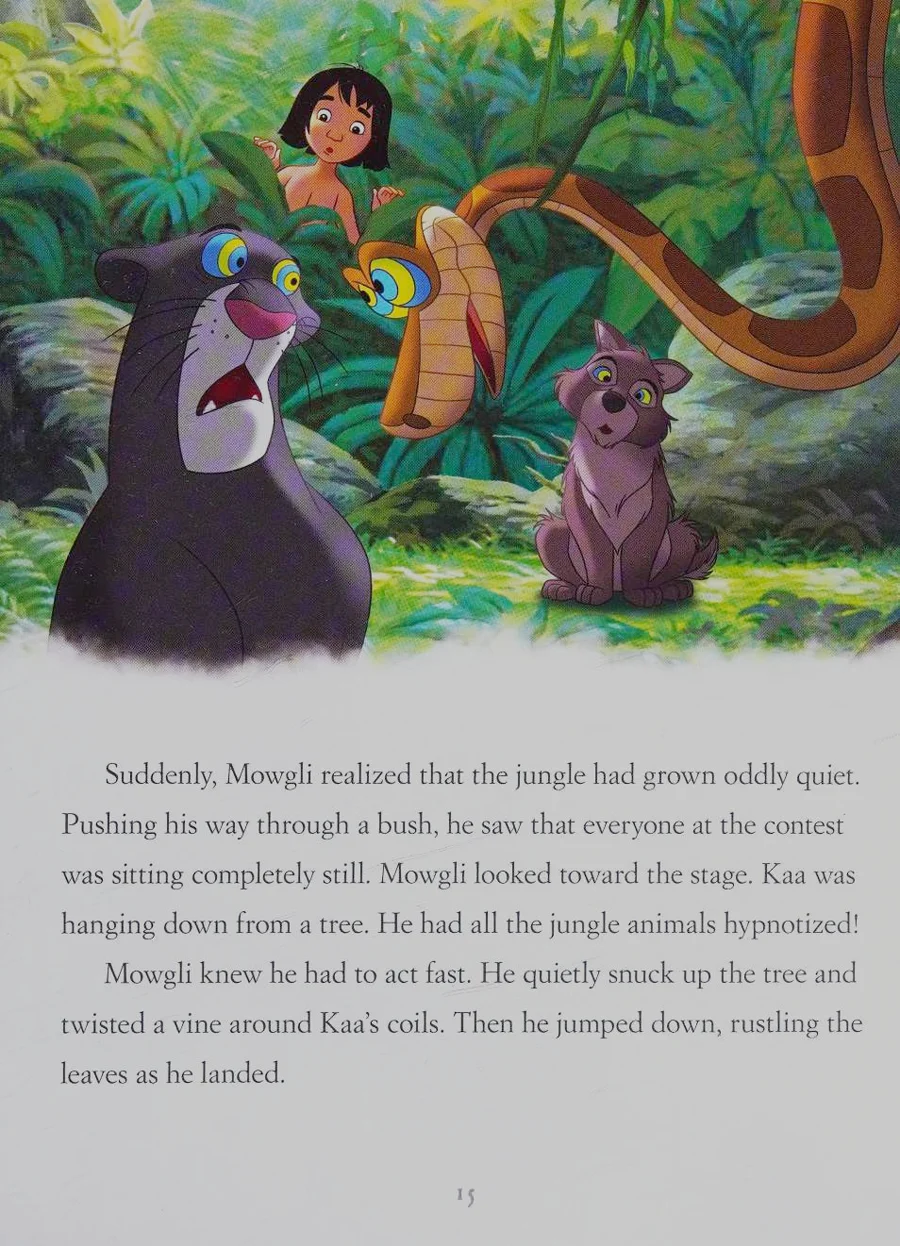 Suddenly, Mowgli realized that the jungle had grown oddly quiet.
Pushing his way through a bush, he saw that everyone at the contest
was sitting completely still. Mowgli looked toward the stage. Kaa was
hanging down from a tree. He had all the jungle animals hypnotized!
Mowgli knew he had to act fast. He quietly snuck up the tree and
twisted a vine around Kaa’s coils. Then he jumped down, rustling the
leaves as he landed.
15